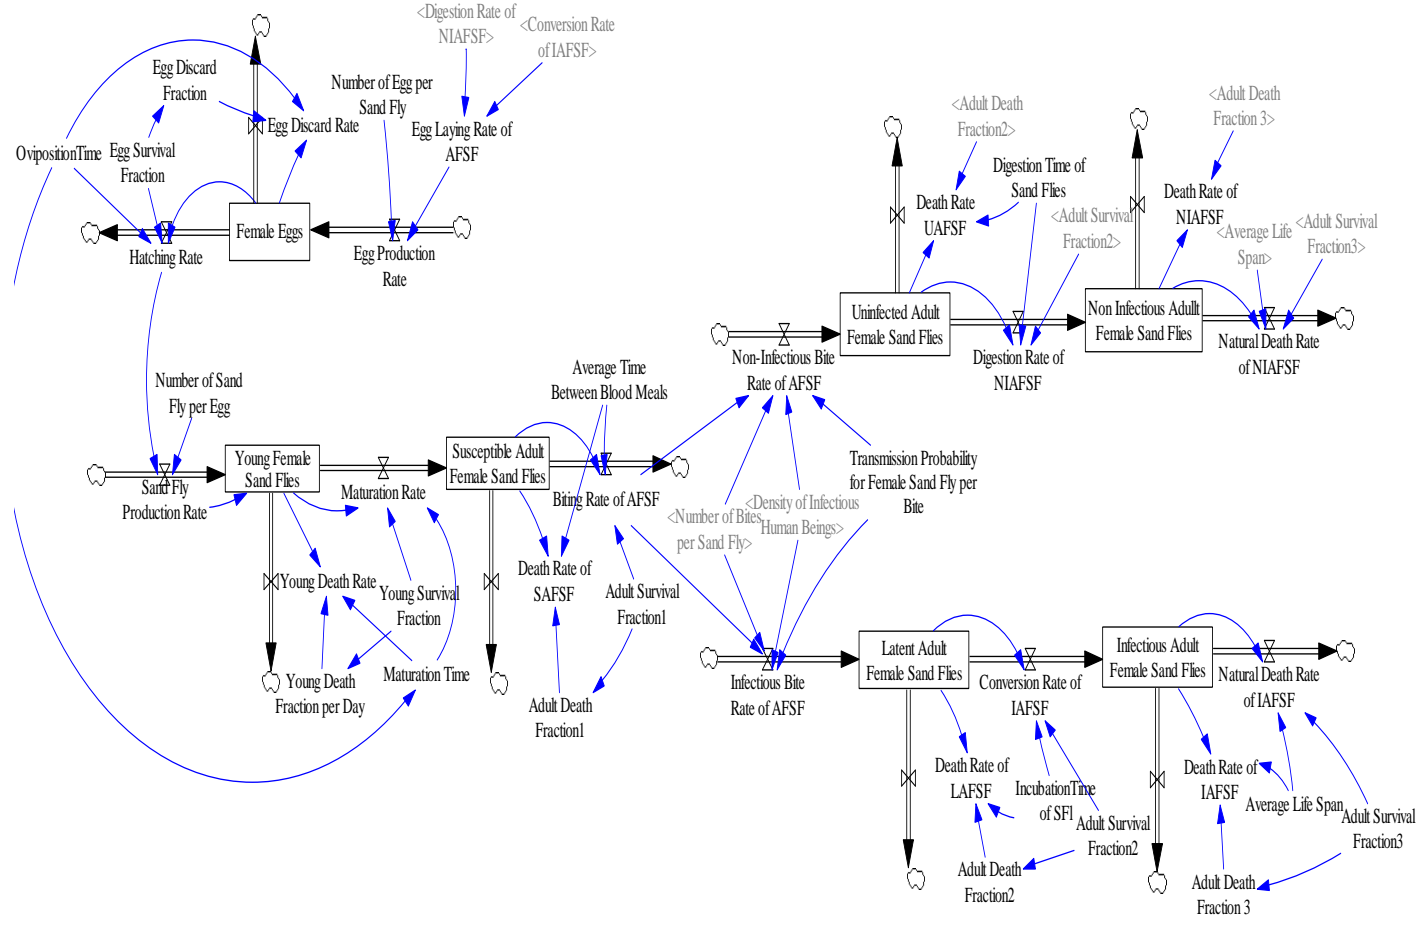 <Digestion Rate of
NIAFSF>
<Conversion Rate
of IAFSF>
Egg Discard
Fraction
Number of Egg per
Sand Fly
Egg Discard Rate
Egg Laying Rate of
AFSF
OvipositionTime
Egg Survival
Fraction
Female Eggs
Hatching Rate
Egg Production
Rate
<Adult Death
Fraction2>
<Adult Death
Fraction 3>
Digestion Time of
Sand Flies
Death Rate
UAFSF
<Adult Survival
Fraction2>
Death Rate of
NIAFSF
<Average Life
Span>
<Adult Survival
Fraction3>
Uninfected Adult
Female Sand Flies
Non Infectious Adullt
Female Sand Flies
Non-Infectious Bite
Rate of AFSF
Digestion Rate of
NIAFSF
Natural Death Rate
of NIAFSF
Number of Sand
Fly per Egg
Average Time
Between Blood Meals
Young Female
Sand Flies
Susceptible Adult
Female Sand Flies
Sand Fly
Production Rate
Maturation Rate
Biting Rate of AFSF
Transmission Probability
for Female Sand Fly per
Bite
<Number of Bites
per Sand Fly>
<Density of Infectious
Human Beings>
Young Death Rate
Young Survival
Fraction
Death Rate of
SAFSF
Adult Survival
Fraction1
Young Death
Fraction per Day
Maturation Time
Adult Death
Fraction1
Infectious Bite
Rate of AFSF
Latent Adult
Female Sand Flies
Conversion Rate of
IAFSF
Infectious Adult
Female Sand Flies
Natural Death Rate
of IAFSF
Death Rate of
LAFSF
IncubationTime
of SF1
Adult Survival
Fraction2
Adult Death
Fraction2
Death Rate of
IAFSF
Average Life Span
Adult Survival
Fraction3
Adult Death
Fraction 3